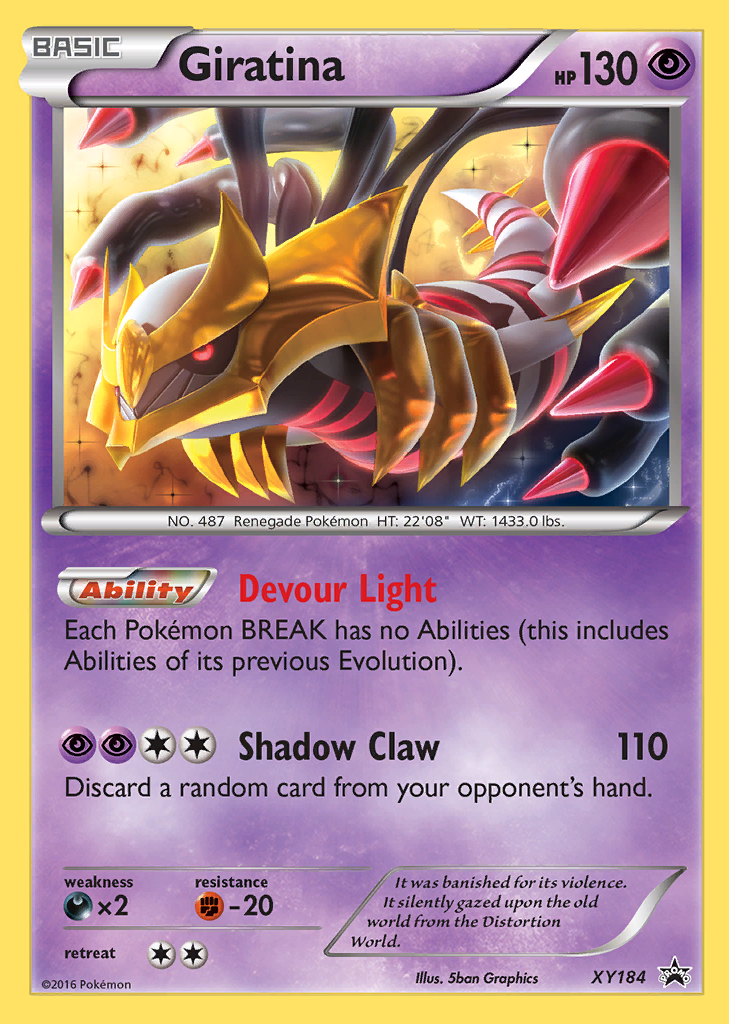 BASIC
Giratina
HP 130
NO. 487 Renegade Pokémon HT: 22'08" WT: 1433.0 lbs.
Ability Devour Light
Each Pokémon BREAK has no Abilities (this includes
Abilities of its previous Evolution).
Shadow Claw 110
Discard a random card from your opponent's hand.
weakness resistance
×2 -20
It was banished for its violence.
It silently gazed upon the old
world from the Distortion
World.
retreat
©2016 Pokémon
Illus. 5ban Graphics
XY184
PROMO